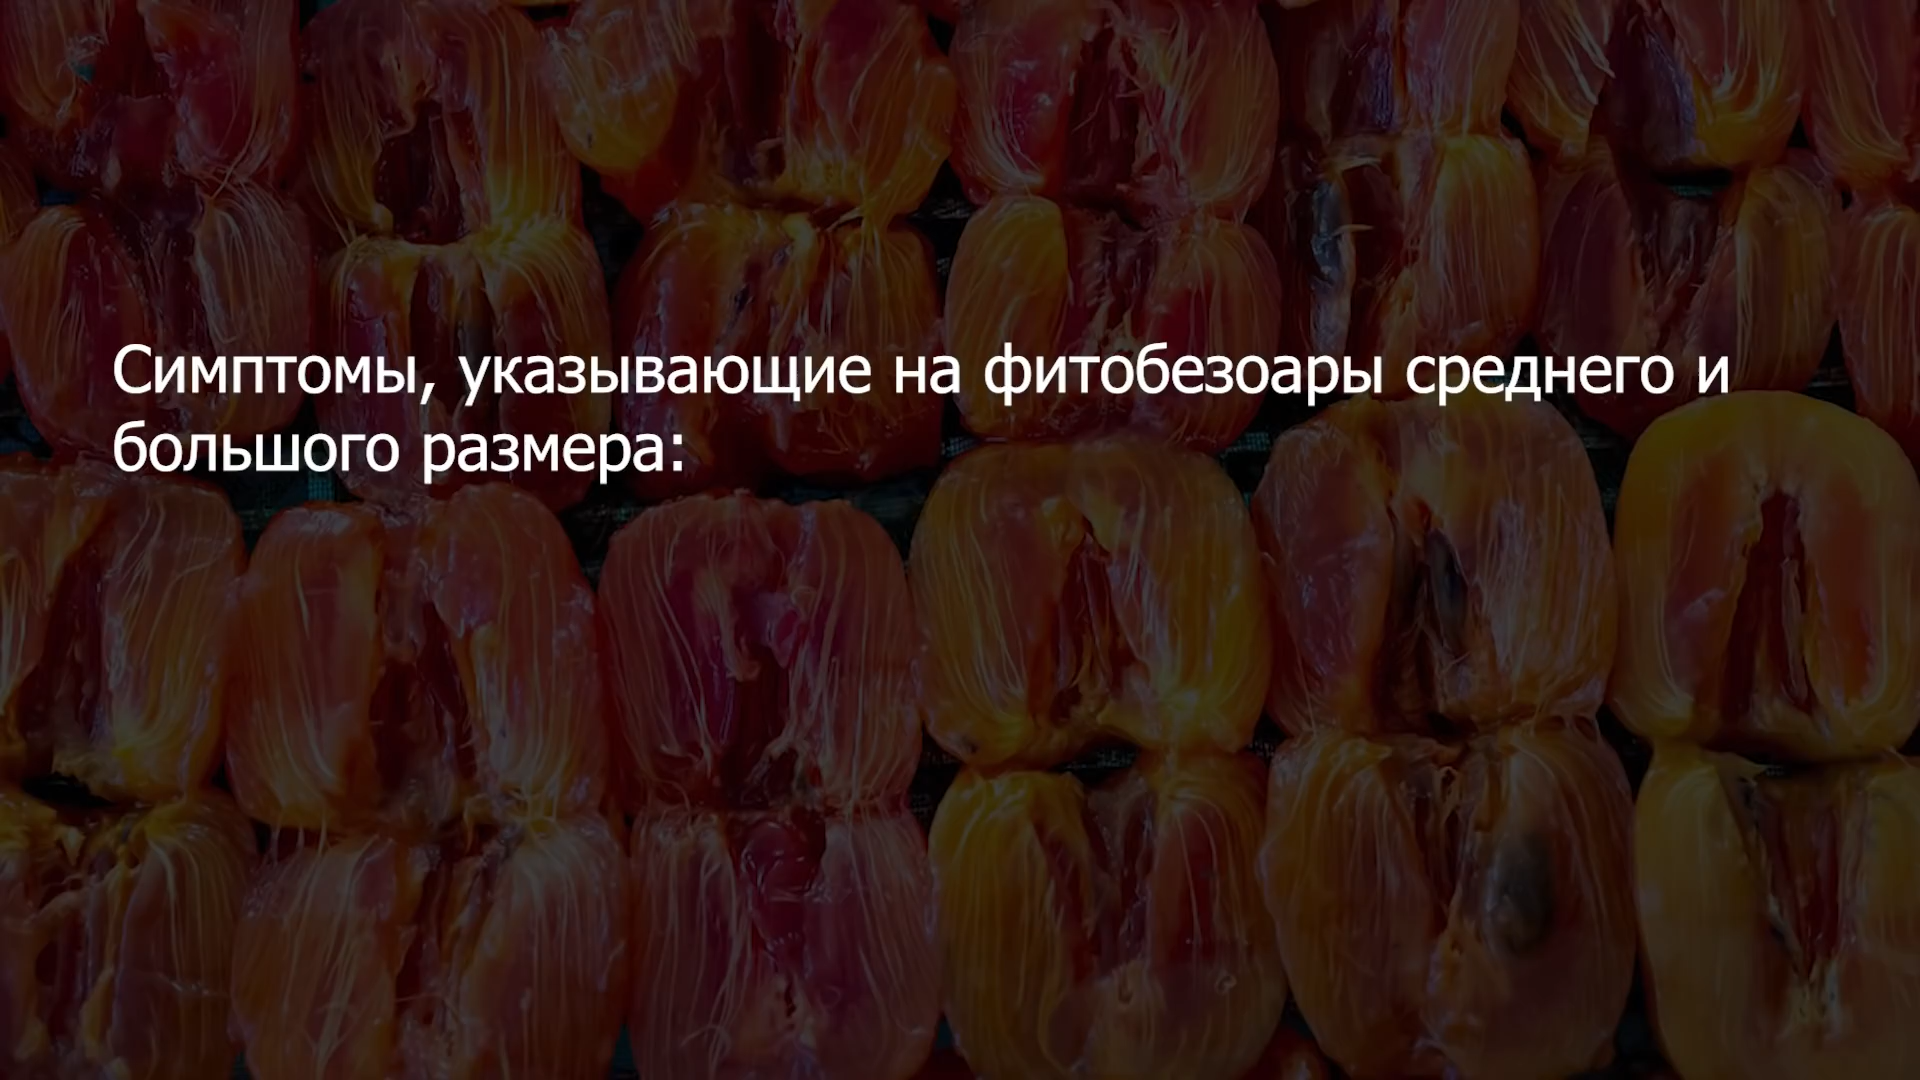 Симптомы, указывающие на фитобезоары среднего и
большого размера: